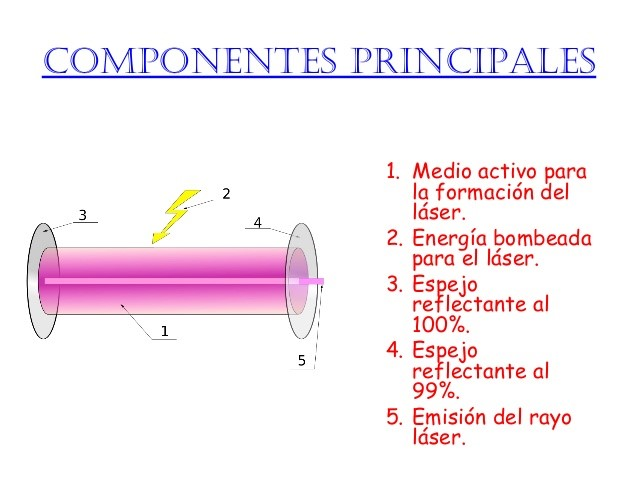 COMPONENTES PRINCIPALES
1. Medio activo para
la formación del
láser.
2. Energía bombeada
para el láser.
3. Espejo
reflectante al
100%.
4. Espejo
reflectante al
99%.
5. Emisión del rayo
láser.
3
2
4
1
5